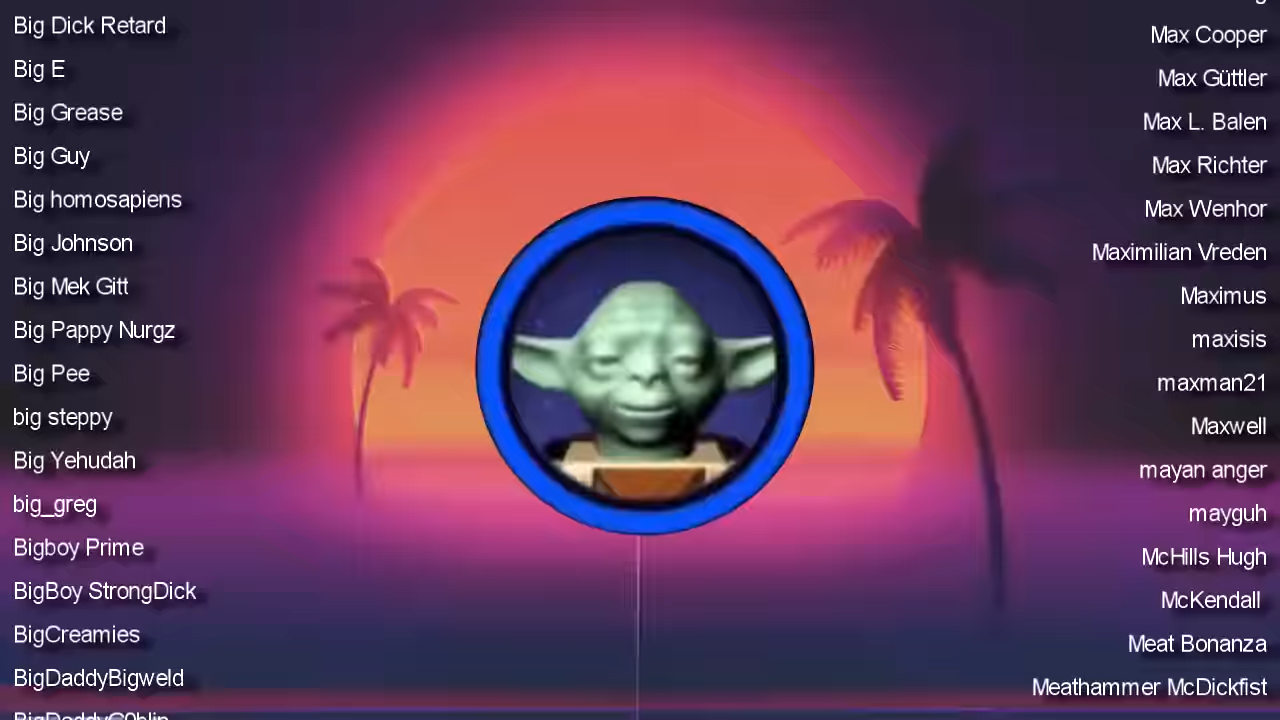 Big Dick Retard
Big E
Big Grease
Big Guy
Big homosapiens
Big Johnson
Big Mek Gitt
Big Pappy Nurgz
Big Pee
big steppy
Big Yehudah
big_greg
Bigboy Prime
BigBoy StrongDick
BigCreamies
BigDaddyBigweld
Max Cooper
Max Güttler
Max L. Balen
Max Richter
Max Wenhor
Maximilian Vreden
Maximus
maxisis
maxman21
Maxwell
mayan anger
mayguh
McHills Hugh
McKendall
Meat Bonanza
Meathammer McDickfist